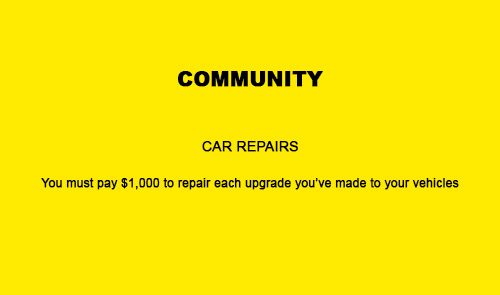 COMMUNITY
CAR REPAIRS
You must pay $1,000 to repair each upgrade you've made to your vehicles